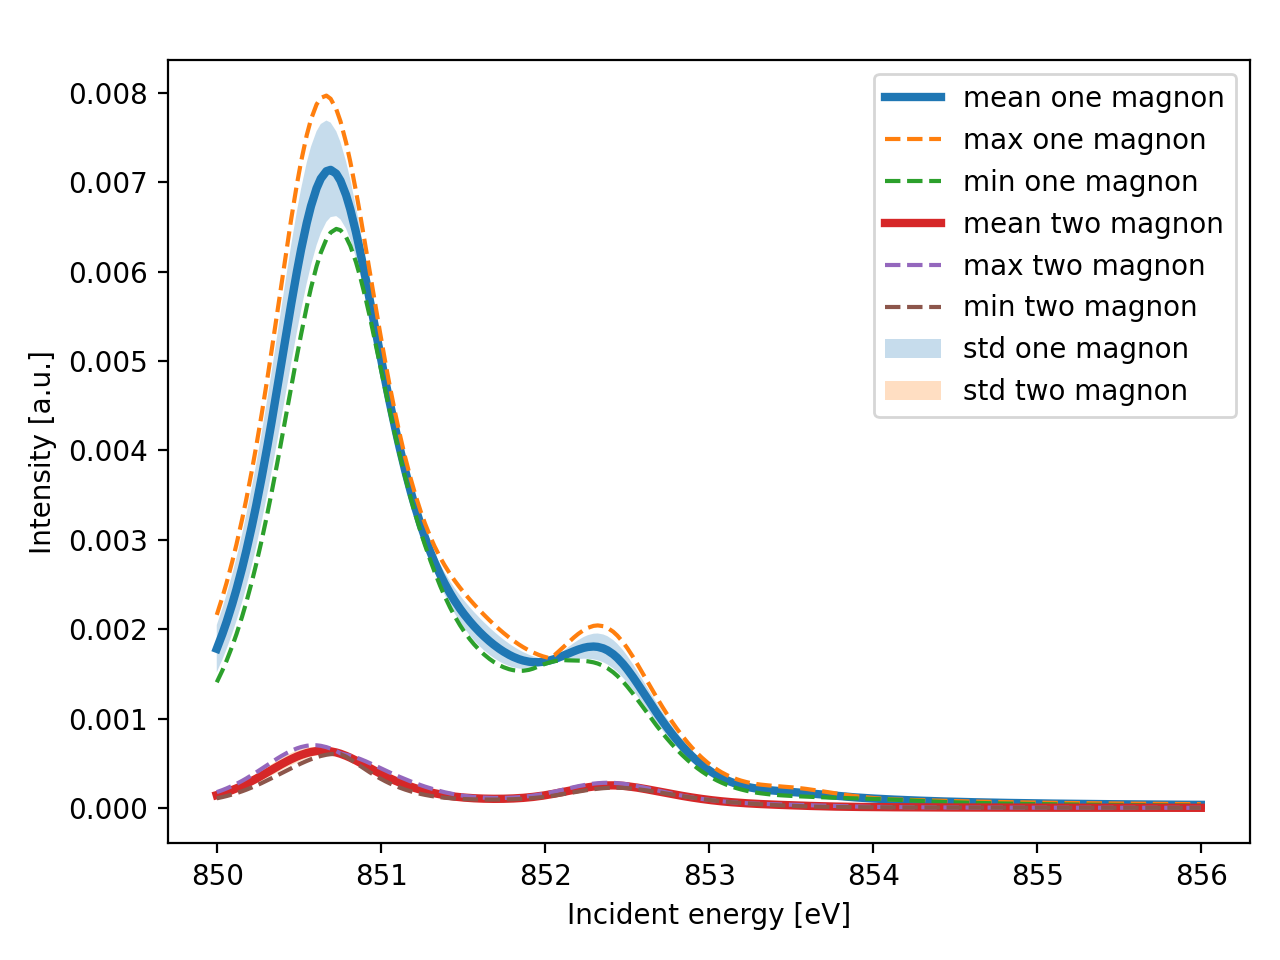 0.008
0.007
0.006
0.005
0.004
0.003
0.002
0.001
0.000
Intensity [a.u.]
850 851 852 853 854 855 856
Incident energy [eV]
mean one magnon
max one magnon
min one magnon
mean two magnon
max two magnon
min two magnon
std one magnon
std two magnon